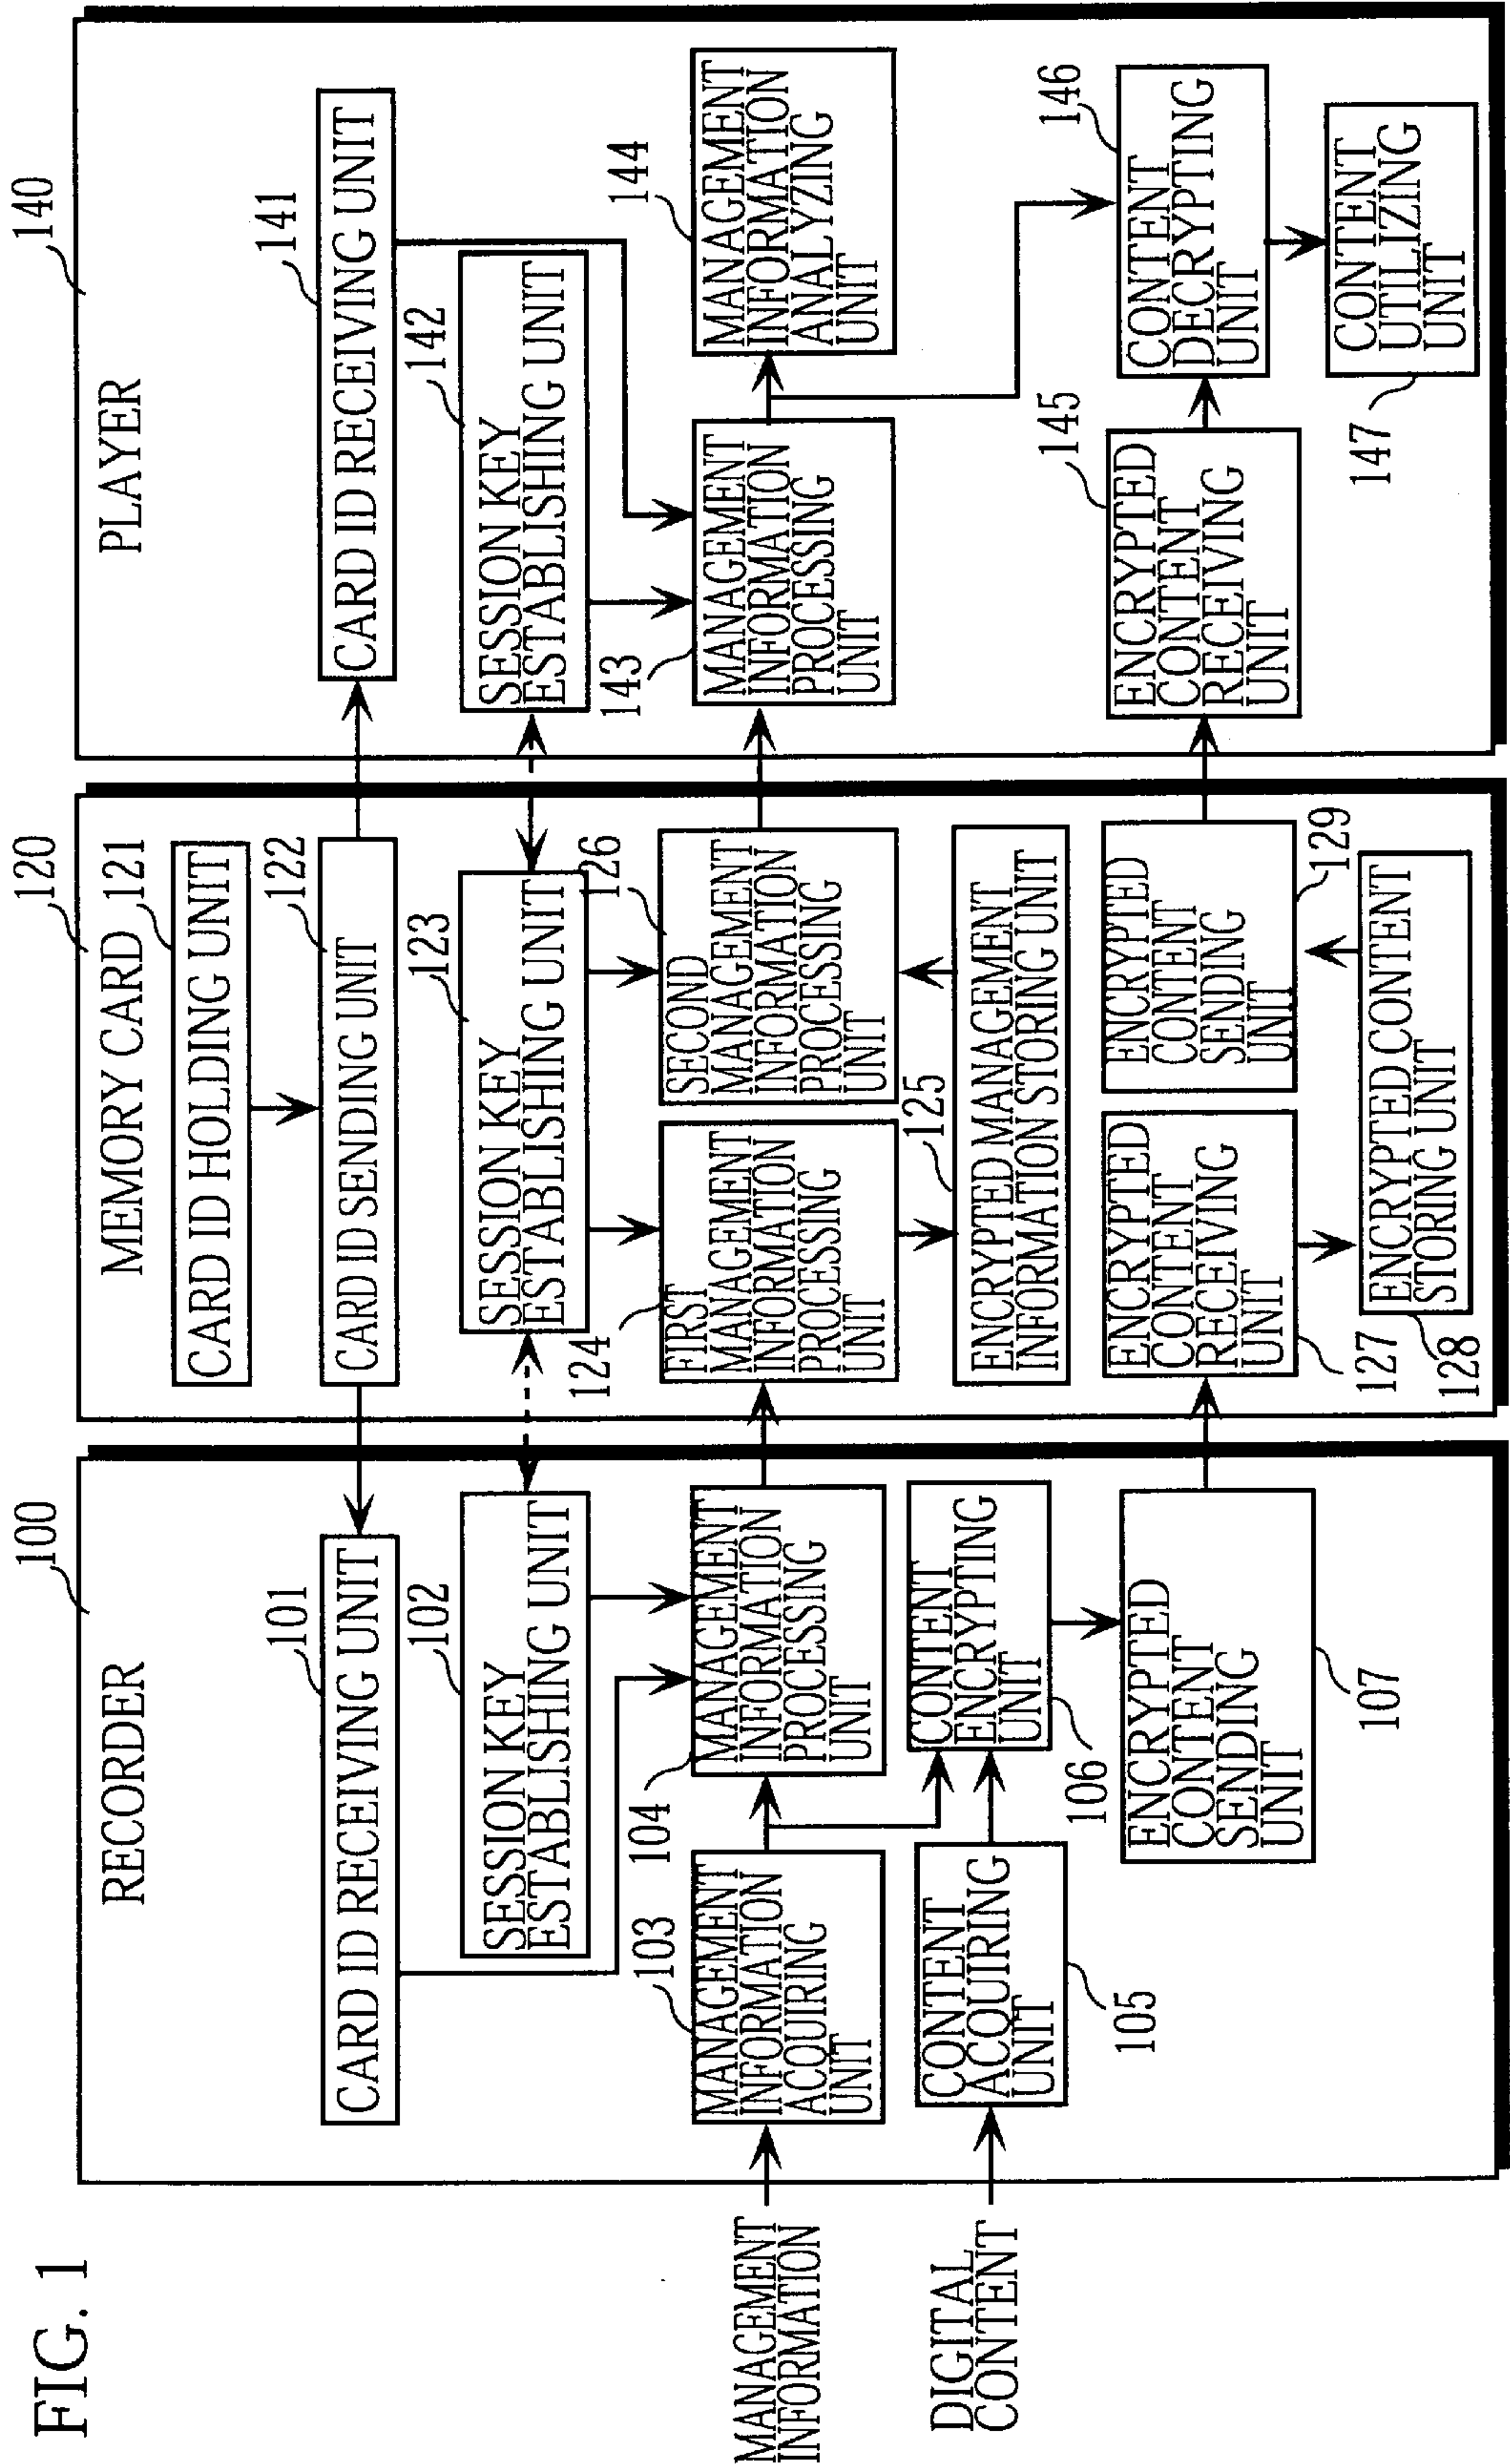 FIG. 1
MANAGEMENT
INFORMATION
DIGITAL
CONTENT
100
RECORDER
101
CARD ID RECEIVING UNIT
102
SESSION KEY
ESTABLISHING UNIT
103
MANAGEMENT
INFORMATION
ACQUIRING
UNIT
104
MANAGEMENT
INFORMATION
PROCESSING
UNIT
CONTENT
ACQUIRING
UNIT
105
CONTENT
ENCRYPTING
UNIT
106
ENCRYPTED
CONTENT
SENDING
UNIT
107
120
MEMORY CARD
121
CARD ID HOLDING UNIT
122
CARD ID SENDING UNIT
123
SESSION KEY
ESTABLISHING UNIT
124
FIRST
MANAGEMENT
INFORMATION
PROCESSING
UNIT
126
SECOND
MANAGEMENT
INFORMATION
PROCESSING
UNIT
125
ENCRYPTED MANAGEMENT
INFORMATION STORING UNIT
ENCRYPTED
CONTENT
RECEIVING
UNIT
127
ENCRYPTED
CONTENT
SENDING
UNIT
129
ENCRYPTED CONTENT
STORING UNIT
128
140
PLAYER
141
CARD ID RECEIVING UNIT
142
SESSION KEY
ESTABLISHING UNIT
143
MANAGEMENT
INFORMATION
PROCESSING
UNIT
144
MANAGEMENT
INFORMATION
ANALYZING
UNIT
145
ENCRYPTED
CONTENT
RECEIVING
UNIT
146
CONTENT
DECRYPTING
UNIT
CONTENT
UTILIZING
UNIT
147